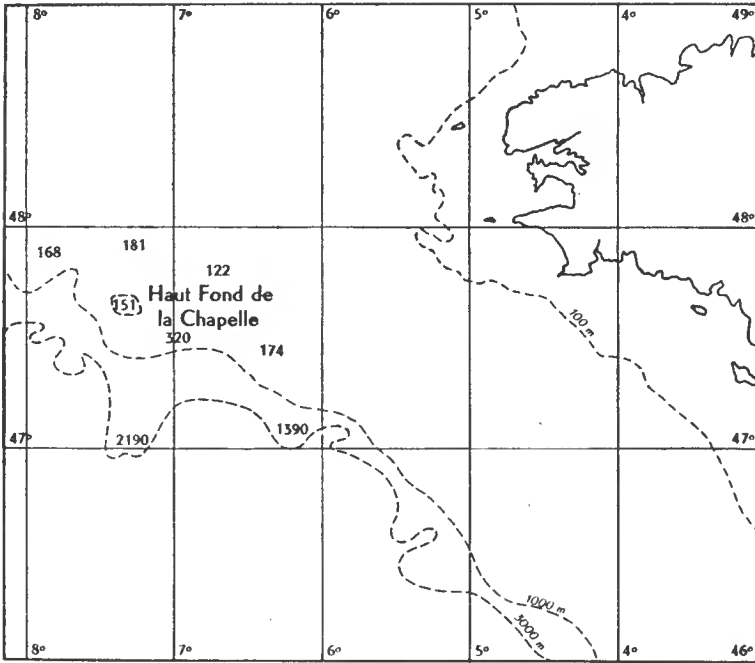 8° 7° 6° 5° 4° 49°
48° 48°
168 181
122
151 Haut Fond de
la Chapelle
320
174
100 m
2190 1390
47° 47°
1000 m
3000 m
8° 7° 6° 5° 4° 46°